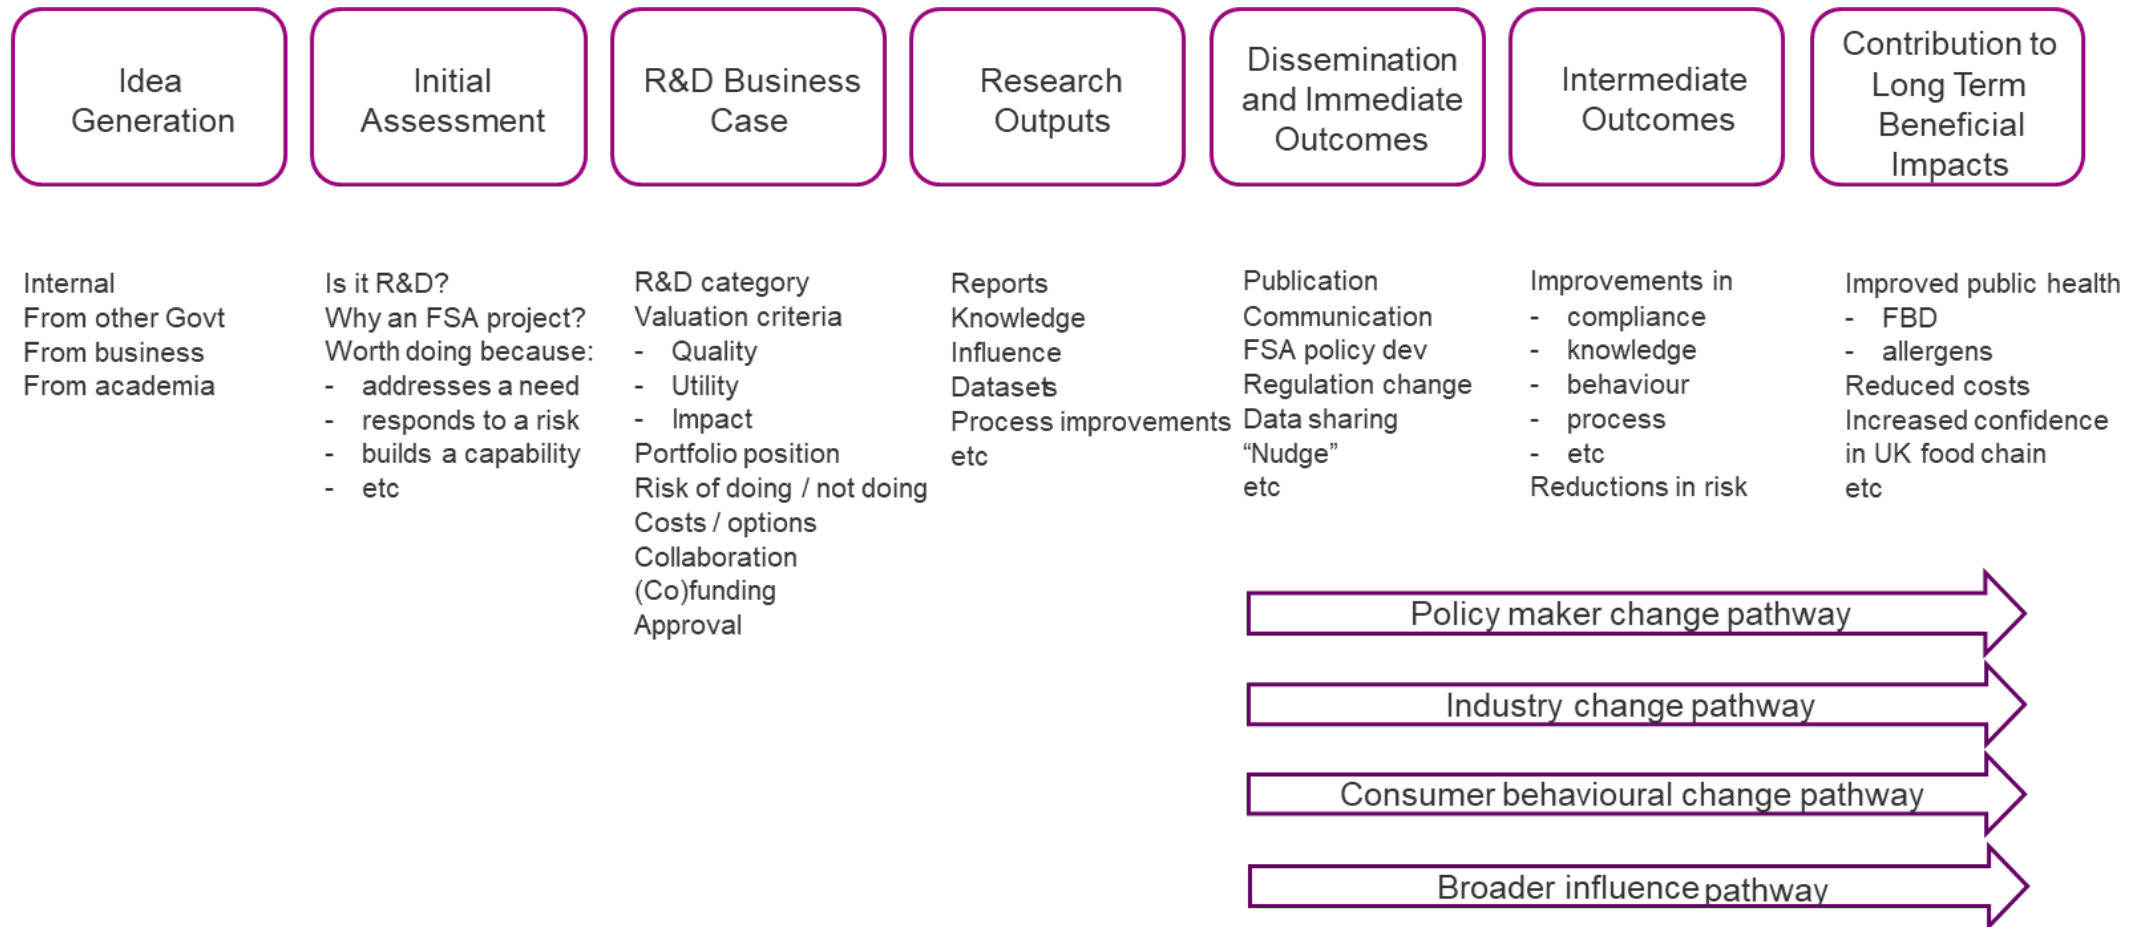 Idea
Generation
Initial
Assessment
R&D Business
Case
Research
Outputs
Dissemination
and Immediate
Outcomes
Intermediate
Outcomes
Contribution to
Long Term
Beneficial
Impacts
Internal
From other Govt
From business
From academia
Is it R&D?
Why an FSA project?
Worth doing because:
- addresses a need
- responds to a risk
- builds a capability
- etc
R&D category
Valuation criteria
- Quality
- Utility
- Impact
Portfolio position
Risk of doing / not doing
Costs / options
Collaboration
(Co)funding
Approval
Reports
Knowledge
Influence
Datasets
Process improvements
etc
Publication
Communication
FSA policy dev
Regulation change
Data sharing
“Nudge”
etc
Improvements in
- compliance
- knowledge
- behaviour
- process
- etc
Reductions in risk
Improved public health
- FBD
- allergens
Reduced costs
Increased confidence
in UK food chain
etc
Policy maker change pathway
Industry change pathway
Consumer behavioural change pathway
Broader influence pathway